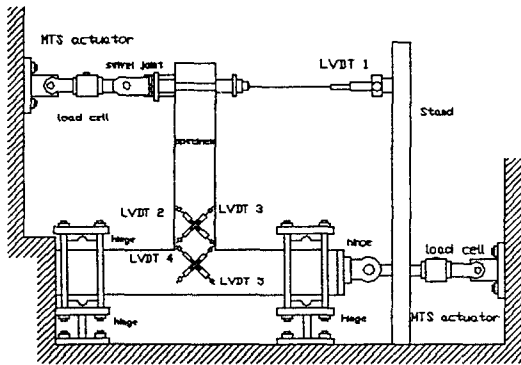 MTS actuator
swivel joint
LVDT 1
load cell
Stand
specimen
LVDT 2
LVDT 3
hinge
hinge
LVDT 4
load cell
LVDT 5
hinge
hinge
MTS actuator